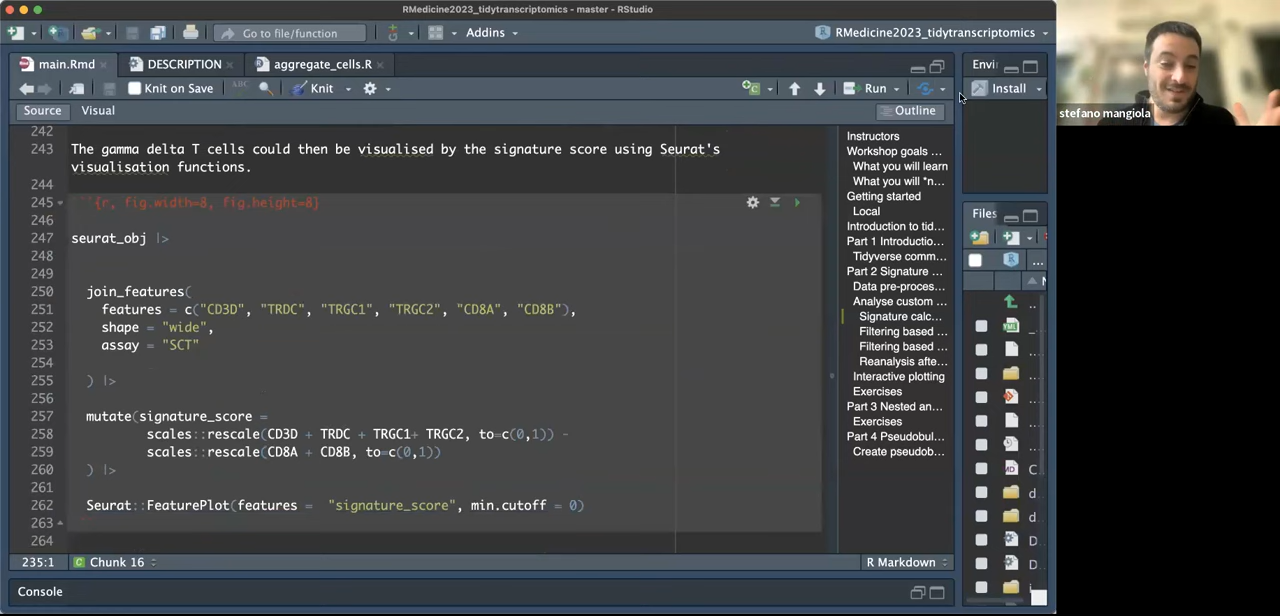 RMedicine2023_tidytranscriptomics - master - RStudio
Go to file/function
Addins
RMedicine2023_tidytranscriptomics
main.Rmd
DESCRIPTION
aggregate_cells.R
Envi
Knit on Save
ABC
Knit
Run
Install
stefano mangiola
Source
Visual
Outline
242
243 The gamma delta T cells could then be visualised by the signature score using Seurat's
visualisation functions.
244
245 ``{r, fig.width=8, fig.height=8}
246
247 seurat_obj |>
248
249
250 join_features(
251 features = c("CD3D", "TRDC", "TRGC1", "TRGC2", "CD8A", "CD8B"),
252 shape = "wide",
253 assay = "SCT"
254
255 ) |>
256
257 mutate(signature_score =
258 scales::rescale(CD3D + TRDC + TRGC1+ TRGC2, to=c(0,1)) -
259 scales::rescale(CD8A + CD8B, to=c(0,1))
260 ) |>
261
262 Seurat::FeaturePlot(features = "signature_score", min.cutoff = 0)
263
264
Instructors
Workshop goals ...
What you will learn
What you will *n...
Getting started
Local
Introduction to tid...
Part 1 Introductio...
Tidyverse comm...
Part 2 Signature ...
Data pre-proces...
Analyse custom ...
Signature calc...
Filtering based ...
Filtering based ...
Reanalysis afte...
Interactive plotting
Exercises
Part 3 Nested an...
Exercises
Part 4 Pseudobul...
Create pseudob...
Files
...
..
235:1
Chunk 16
R Markdown
Console